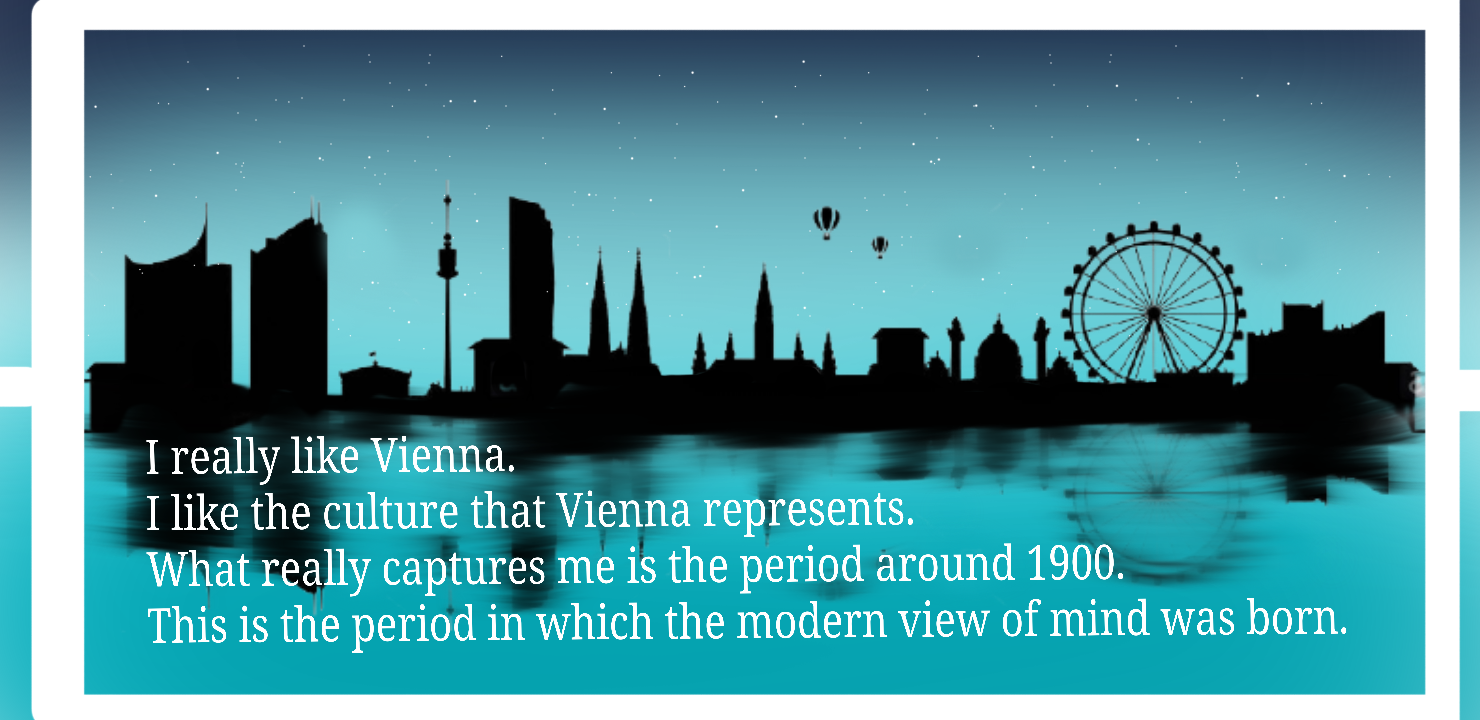 I really like Vienna.
I like the culture that Vienna represents.
What really captures me is the period around 1900.
This is the period in which the modern view of mind was born.